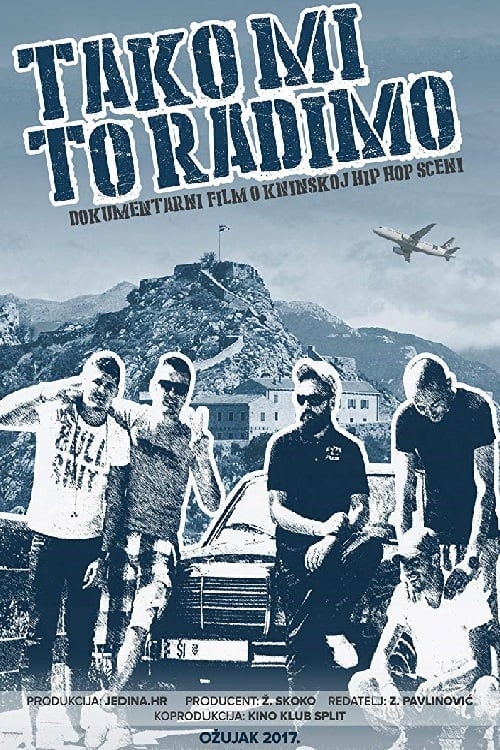 TAKO MI
TO RADIMO
DOKUMENTARNI FILM O KNINSKOJ HIP HOP SCENI
PRODUKCIJA: JEDINA.HR PRODUCENT: Ž. SKOKO REDATELJ: Z. PAVLINOVIĆ
KOPRODUKCIJA: KINO KLUB SPLIT
OŽUJAK 2017.